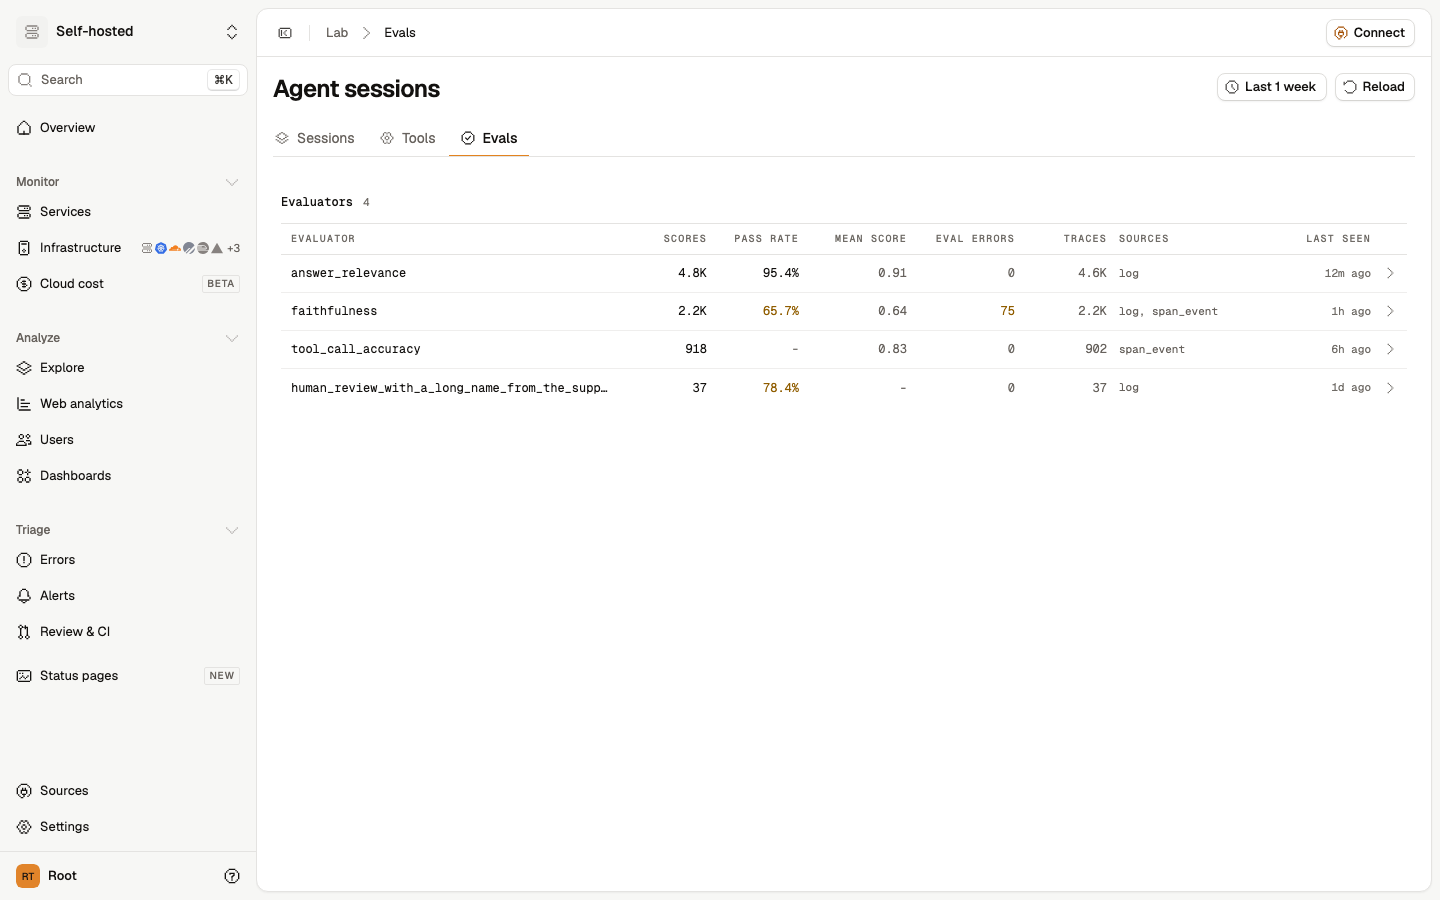 Self-hosted
Search ⌘K
Overview
Monitor
Services
Infrastructure +3
Cloud cost BETA
Analyze
Explore
Web analytics
Users
Dashboards
Triage
Errors
Alerts
Review & CI
Status pages NEW
Sources
Settings
RT Root
Lab Evals
Connect
Agent sessions
Last 1 week Reload
Sessions Tools Evals
Evaluators 4
EVALUATOR SCORES PASS RATE MEAN SCORE EVAL ERRORS TRACES SOURCES LAST SEEN
answer_relevance 4.8K 95.4% 0.91 0 4.6K log 12m ago
faithfulness 2.2K 65.7% 0.64 75 2.2K log, span_event 1h ago
tool_call_accuracy 918 - 0.83 0 902 span_event 6h ago
human_review_with_a_long_name_from_the_supp… 37 78.4% - 0 37 log 1d ago